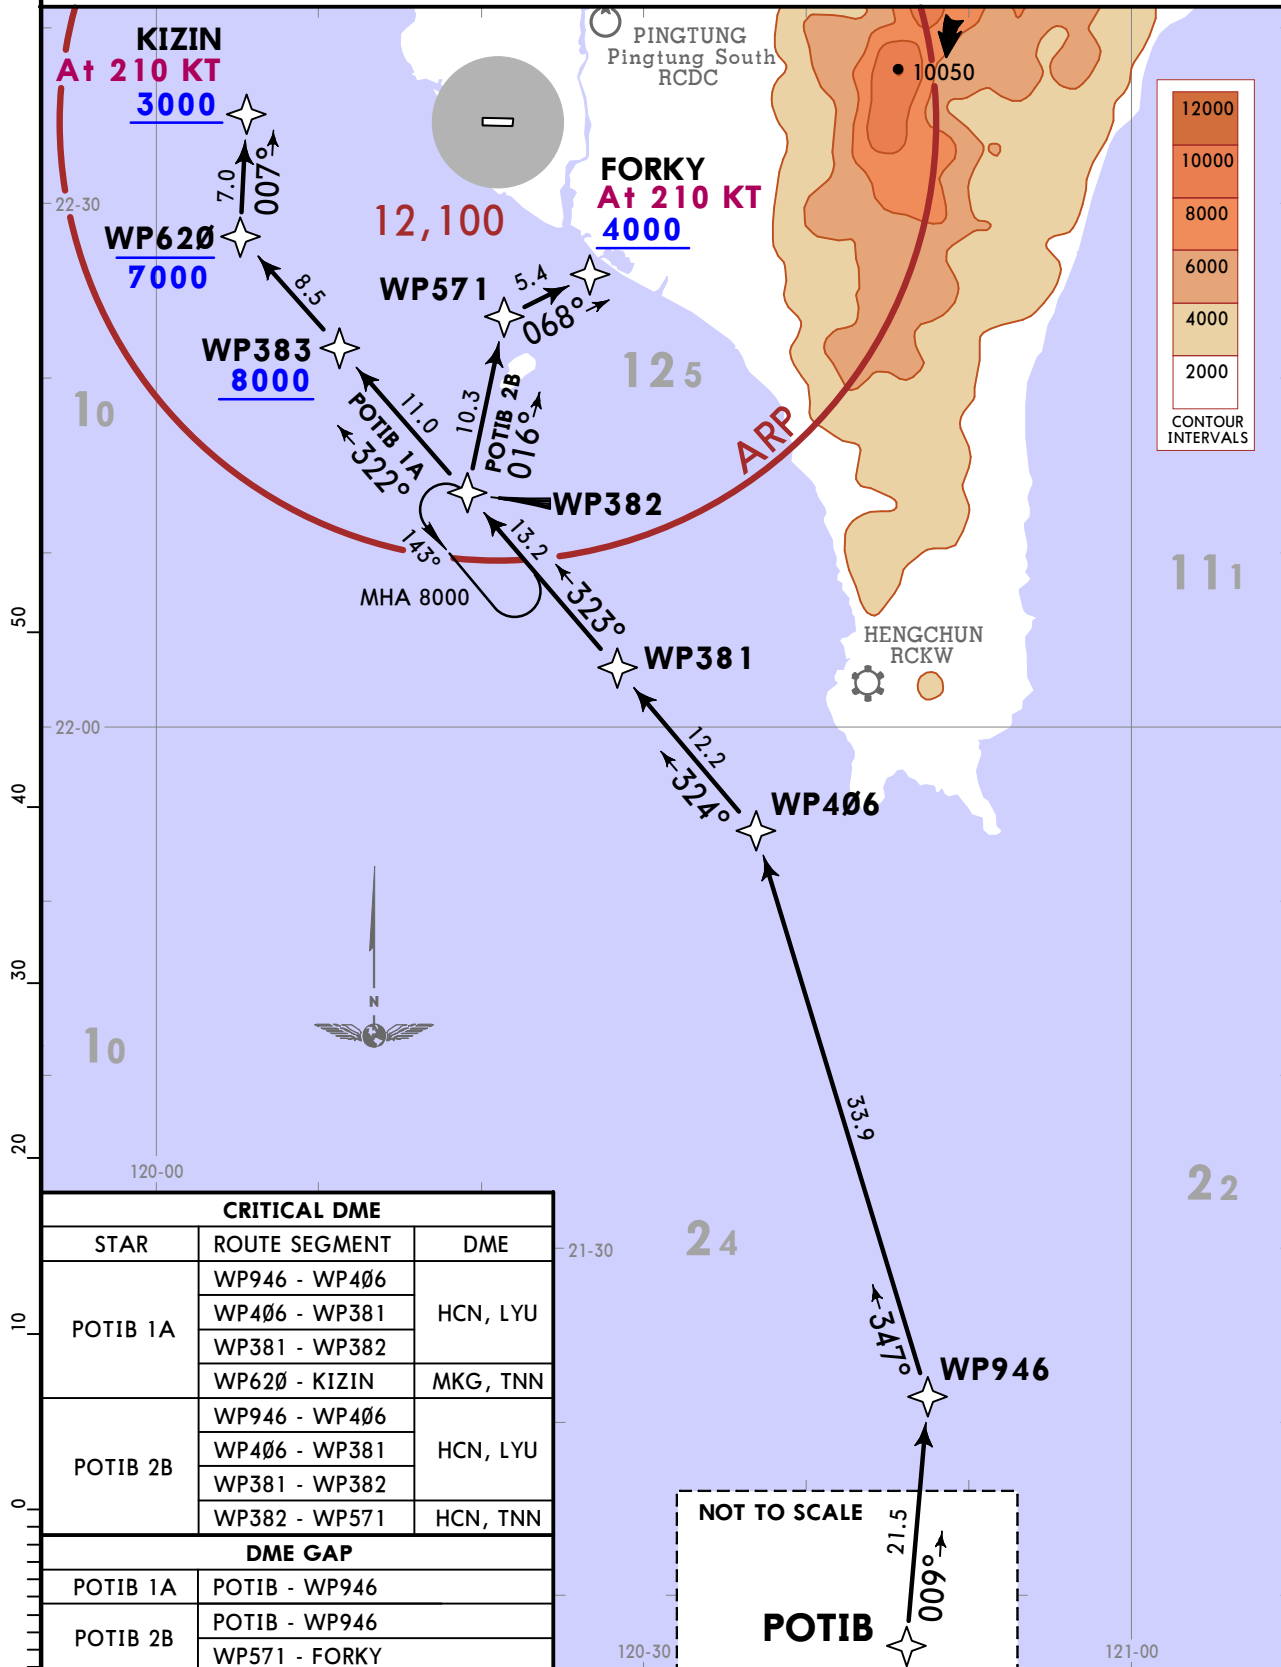 KIZIN
At 210 KT
3000
PINGTUNG
Pingtung South
RCDC
10050
12000
10000
8000
6000
4000
2000
CONTOUR
INTERVALS
7.0
007°
22-30
12,100
FORKY
At 210 KT
4000
WP62Ø
7000
8.5
WP571
5.4
068°
WP383
8000
125
10
11.0
POTIB 1A
322°
10.3
POTIB 2B
016°
ARP
WP382
13.2
143°
MHA 8000
323°
111
50
HENGCHUN
RCKW
WP381
22-00
12.2
324°
40
WP4Ø6
30
N
10
33.9
20
120-00
22
24
21-30
CRITICAL DME
STAR ROUTE SEGMENT DME
POTIB 1A
WP946 - WP4Ø6
WP4Ø6 - WP381
WP381 - WP382
HCN, LYU
WP62Ø - KIZIN MKG, TNN
POTIB 2B
WP946 - WP4Ø6
WP4Ø6 - WP381
WP381 - WP382
HCN, LYU
WP382 - WP571 HCN, TNN
DME GAP
POTIB 1A POTIB - WP946
POTIB 2B
POTIB - WP946
WP571 - FORKY
10
0
347°
WP946
NOT TO SCALE
21.5
009°
POTIB
120-30
121-00